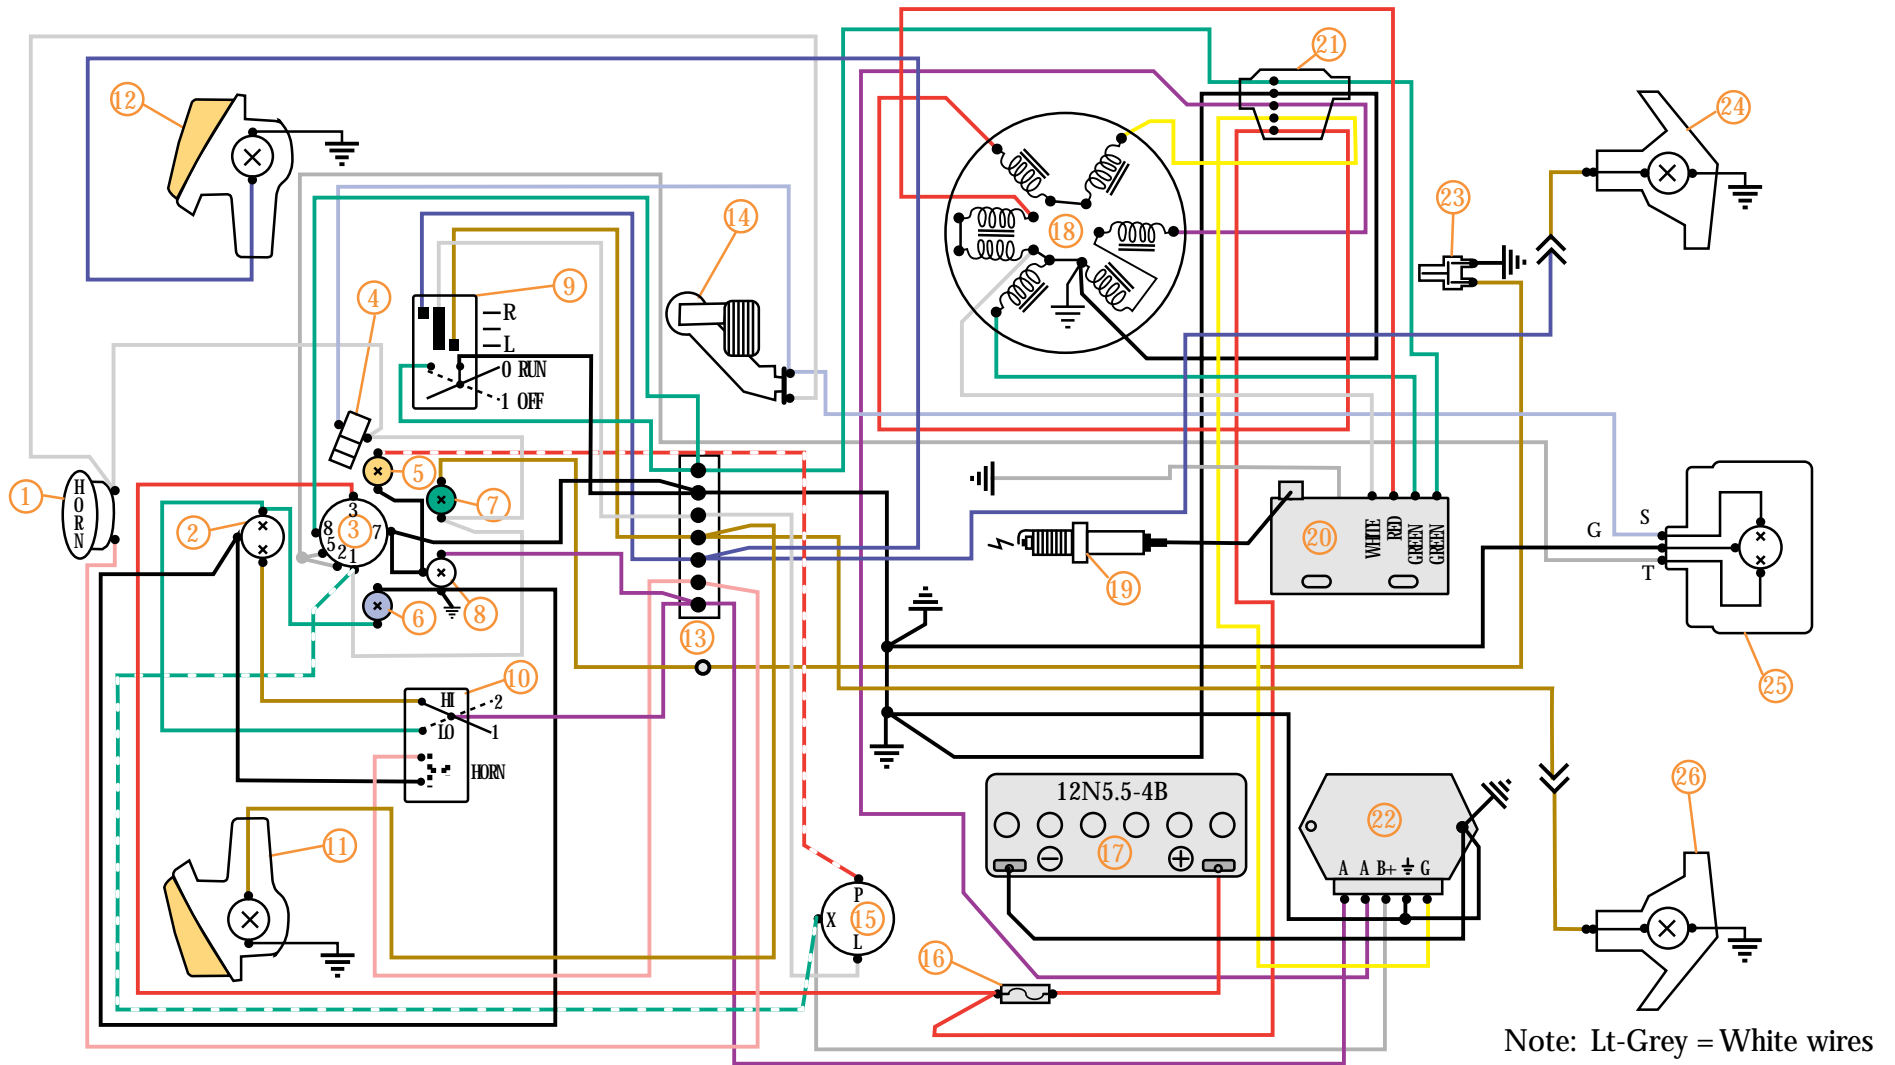 21
12
24
23
14
18
4
9
R
L
0 RUN
1 OFF
5
1
HORN
7
2
3
8
3
7
5
2
1
20
WHITE
RED
GREEN
GREEN
G
S
T
19
6
8
13
25
10
HI
2
LO
1
HORN
12N5.5-4B
17
22
26
11
A A B+ G
P
X
15
L
16
Note: Lt-Grey = White wires